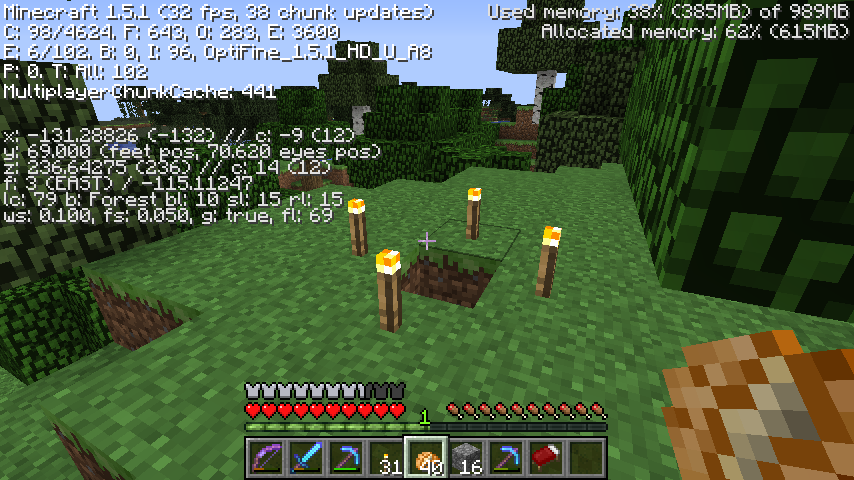 Minecraft 1.5.1 (32 fps, 38 chunk updates)
C: 98/4624, F: 643, O: 283, E: 3600
E: 6/102. B: 0, I: 96, OptiFine_1.5.1_HD_U_A8
P: 0. T: All: 102
MultiplayerChunkCache: 441
Used memory: 38% (385MB) of 989MB
Allocated memory: 62% (615MB)
x: -131.28826 (-132) // c: -9 (12)
y: 69.000 (feet pos, 70.620 eyes pos)
z: 236.64275 (236) // c: 14 (12)
f: 3 (EAST) / -115.11247
lc: 79 b: Forest bl: 10 sl: 15 rl: 15
ws: 0.100, fs: 0.050, g: true, fl: 69
1
31
40
16